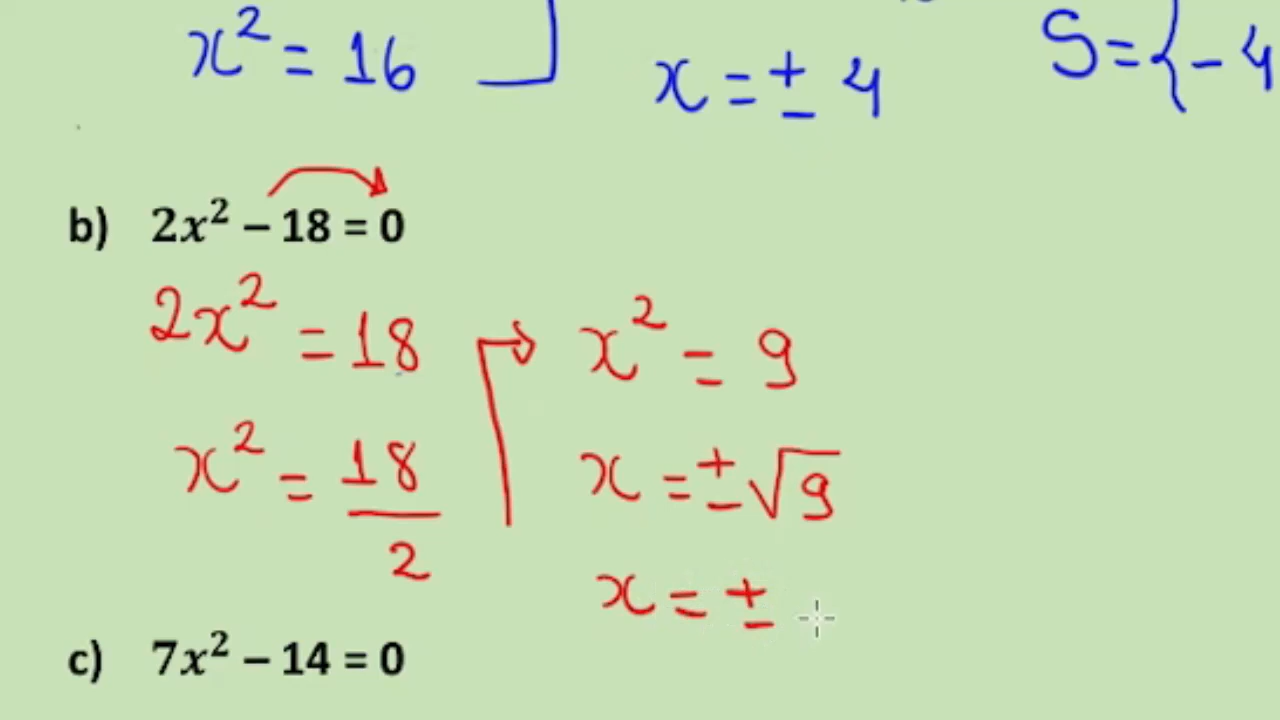 x² = 16
x = ± 4
S = {- 4
b) 2x² – 18 = 0
2x² = 18
x² = 18/2
x² = 9
x = ± √9
x = ±
c) 7x² – 14 = 0